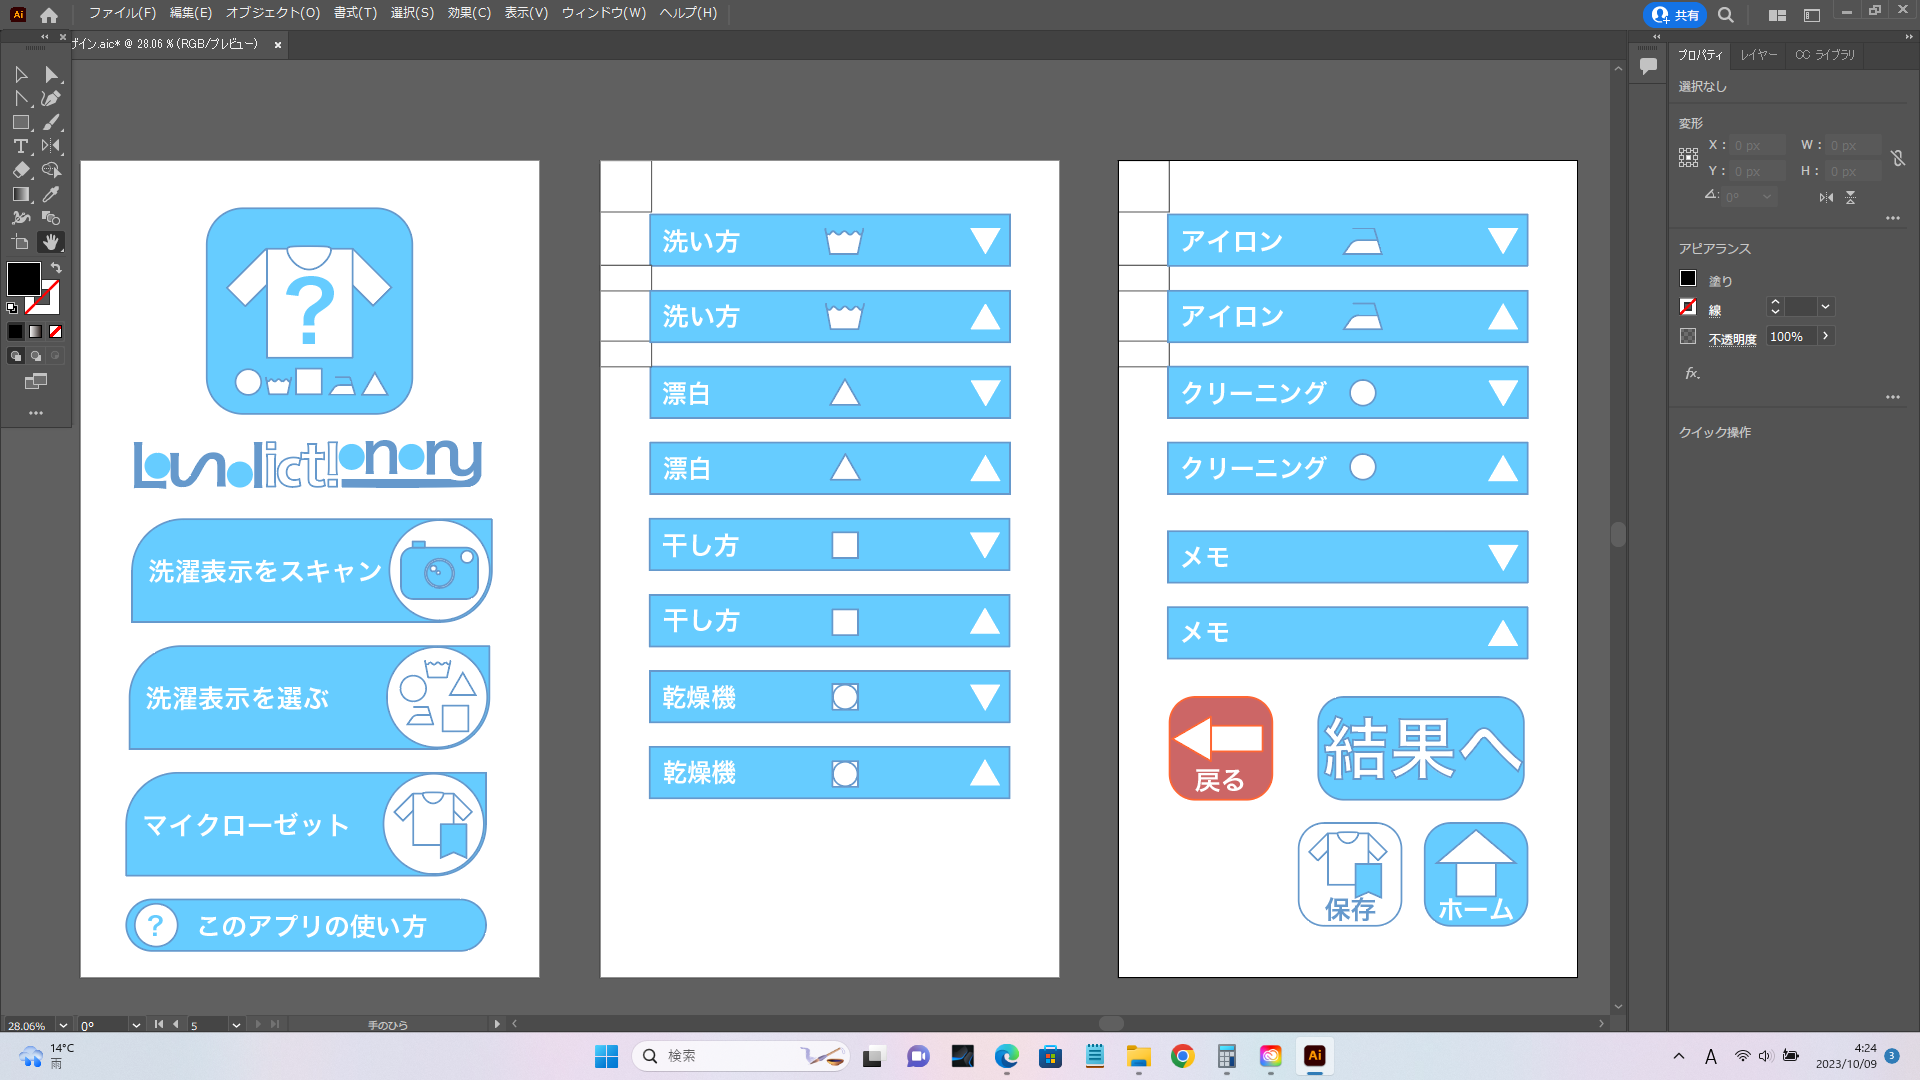 Ai
ファイル(F) 編集(E) オブジェクト(O) 書式(T) 選択(S) 効果(C) 表示(V) ウィンドウ(W) ヘルプ(H)
共有
ザイン.aic* @ 28.06 % (RGB/プレビュー)
プロパティ レイヤー CC ライブラリ
選択なし
変形
X: 0 px W: 0 px
Y: 0 px H: 0 px
0°
アピアランス
塗り
線
不透明度 100%
fx.
クイック操作
?
Laundictionary
洗濯表示をスキャン
洗濯表示を選ぶ
マイクローゼット
? このアプリの使い方
洗い方
洗い方
漂白
漂白
干し方
干し方
乾燥機
乾燥機
アイロン
アイロン
クリーニング
クリーニング
メモ
メモ
戻る
結果へ
保存
ホーム
28.06% 0° 5 手のひら
14°C
雨
検索
Ai
A
4:24
2023/10/09
3